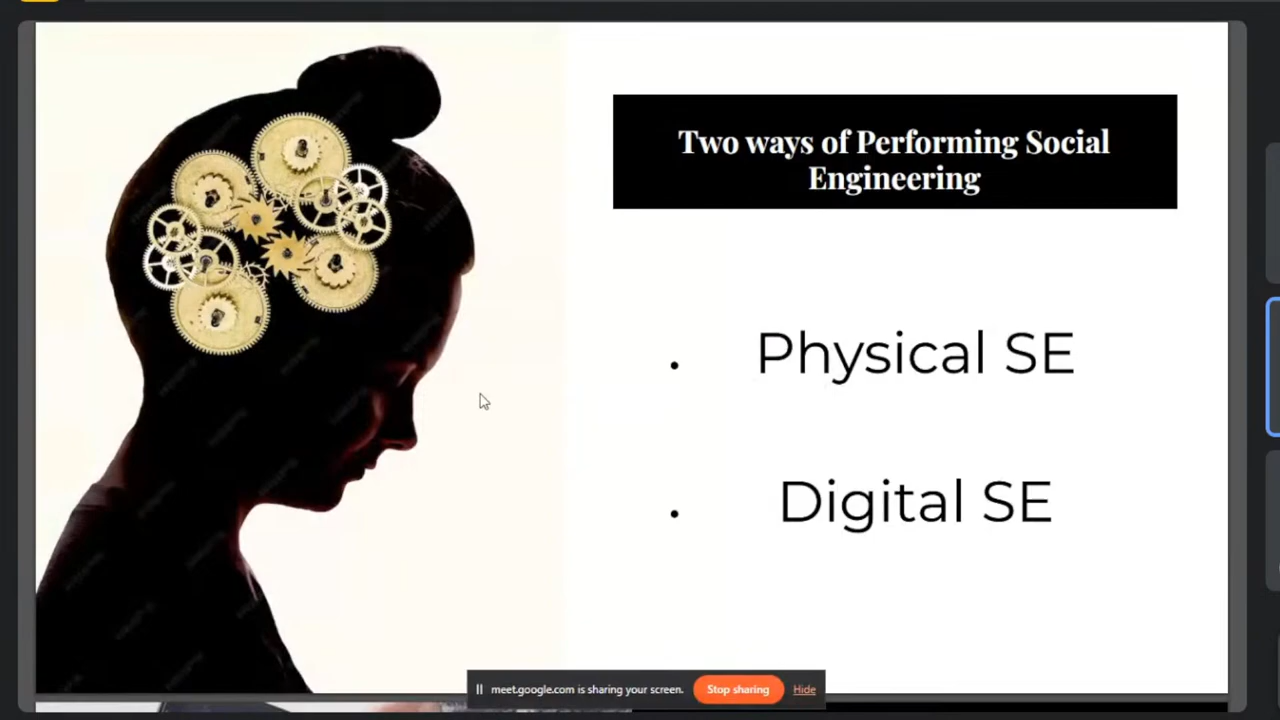 Two ways of Performing Social
Engineering
. Physical SE
. Digital SE
meet.google.com is sharing your screen. Stop sharing Hide